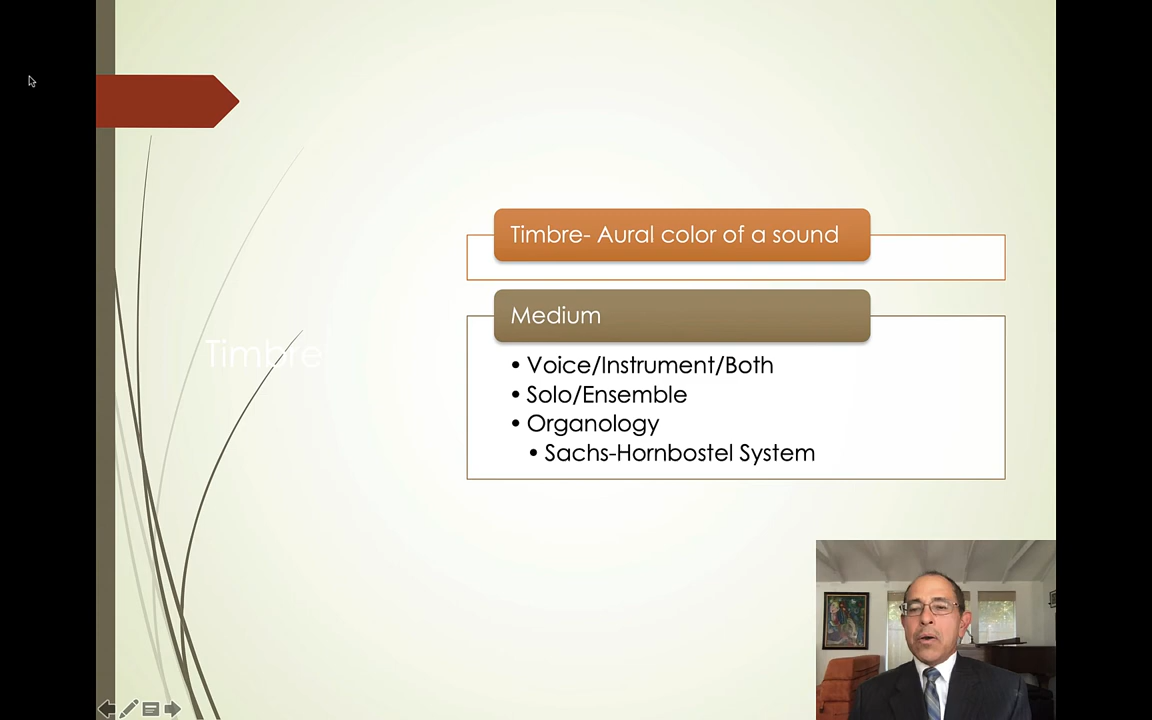 Timbre
Timbre- Aural color of a sound
Medium
• Voice/Instrument/Both
• Solo/Ensemble
• Organology
• Sachs-Hornbostel System